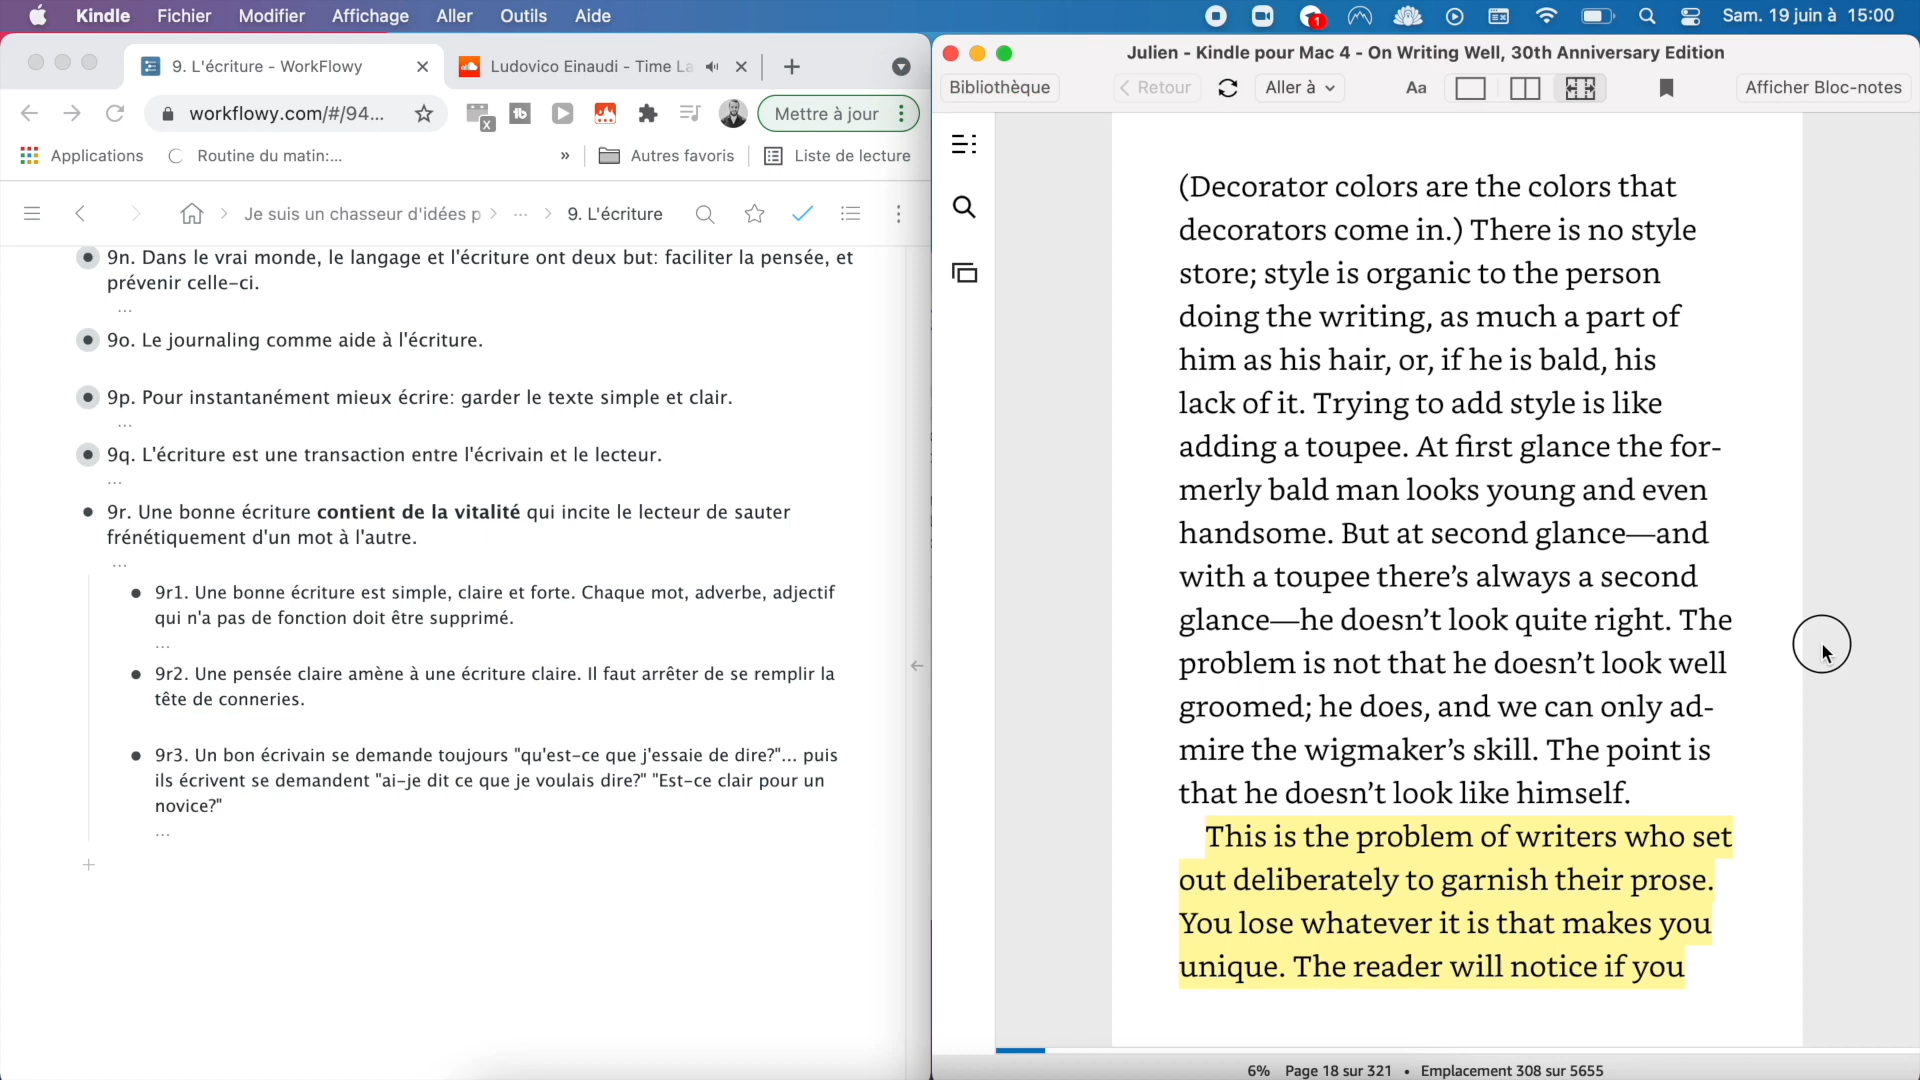 Kindle Fichier Modifier Affichage Aller Outils Aide
1 Sam. 19 juin à 15:00
9. L'écriture - WorkFlowy
Ludovico Einaudi - Time La
workflowy.com/#/94...
x
tb
Mettre à jour
Applications
Routine du matin:...
»
Autres favoris
Liste de lecture
Je suis un chasseur d'idées p > ... > 9. L'écriture
9n. Dans le vrai monde, le langage et l'écriture ont deux but: faciliter la pensée, et
prévenir celle-ci.
...
9o. Le journaling comme aide à l'écriture.
9p. Pour instantanément mieux écrire: garder le texte simple et clair.
...
9q. L'écriture est une transaction entre l'écrivain et le lecteur.
...
9r. Une bonne écriture contient de la vitalité qui incite le lecteur de sauter
frénétiquement d'un mot à l'autre.
...
9r1. Une bonne écriture est simple, claire et forte. Chaque mot, adverbe, adjectif
qui n'a pas de fonction doit être supprimé.
...
9r2. Une pensée claire amène à une écriture claire. Il faut arrêter de se remplir la
tête de conneries.
9r3. Un bon écrivain se demande toujours "qu'est-ce que j'essaie de dire?"... puis
ils écrivent se demandent "ai-je dit ce que je voulais dire?" "Est-ce clair pour un
novice?"
...
Julien - Kindle pour Mac 4 - On Writing Well, 30th Anniversary Edition
Bibliothèque
Retour
Aller à
Aa
Afficher Bloc-notes
(Decorator colors are the colors that
decorators come in.) There is no style
store; style is organic to the person
doing the writing, as much a part of
him as his hair, or, if he is bald, his
lack of it. Trying to add style is like
adding a toupee. At first glance the for-
merly bald man looks young and even
handsome. But at second glance—and
with a toupee there’s always a second
glance—he doesn’t look quite right. The
problem is not that he doesn’t look well
groomed; he does, and we can only ad-
mire the wigmaker’s skill. The point is
that he doesn’t look like himself.
This is the problem of writers who set
out deliberately to garnish their prose.
You lose whatever it is that makes you
unique. The reader will notice if you
6% Page 18 sur 321 • Emplacement 308 sur 5655